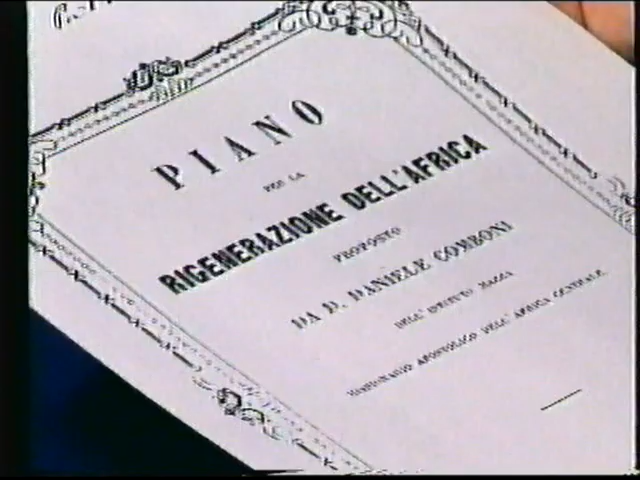 PIANO
PER LA
RIGENERAZIONE DELL'AFRICA
PROPOSTO
DA D. DANIELE COMBONI
DELL' ISTITUTO MAZZA
MISSIONARIO APOSTOLICO DELL' AFRICA CENTRALE